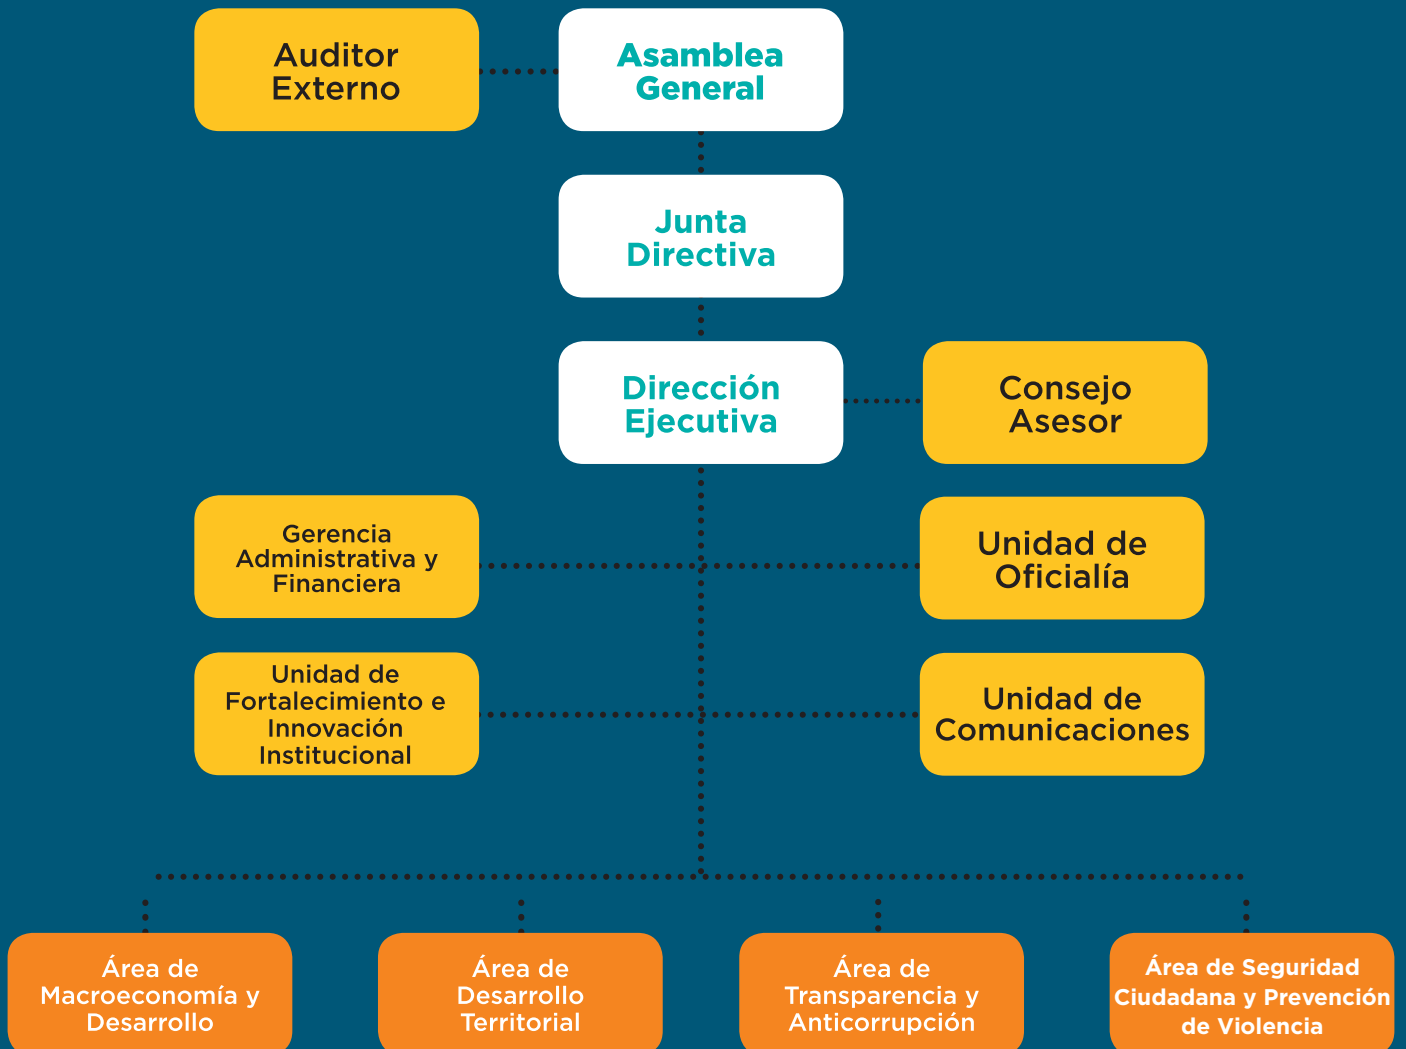 Auditor
Externo
Asamblea
General
Junta
Directiva
Dirección
Ejecutiva
Consejo
Asesor
Gerencia
Administrativa y
Financiera
Unidad de
Oficialía
Unidad de
Fortalecimiento e
Innovación
Institucional
Unidad de
Comunicaciones
Área de
Macroeconomía y
Desarrollo
Área de
Desarrollo
Territorial
Área de
Transparencia y
Anticorrupción
Área de Seguridad
Ciudadana y Prevención
de Violencia